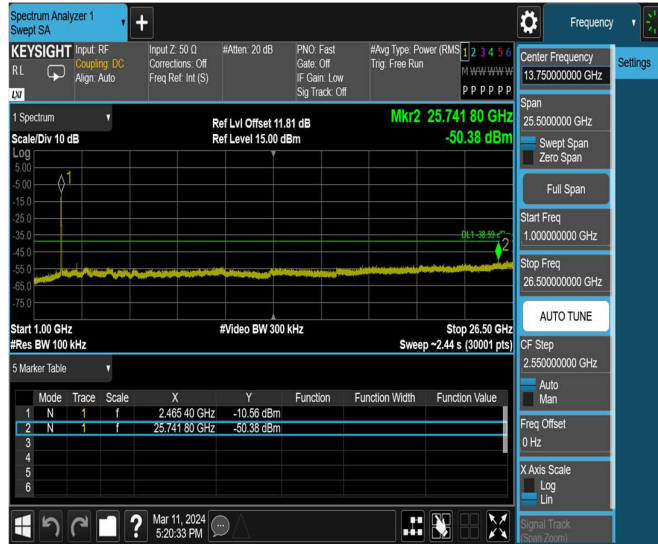 Spectrum Analyzer 1
Swept SA
+
Frequency
KEYSIGHT
RL
LXI
Input: RF
Coupling: DC
Align: Auto
Input Z: 50 Ω
Corrections: Off
Freq Ref: Int (S)
#Atten: 20 dB
PNO: Fast
Gate: Off
IF Gain: Low
Sig Track: Off
#Avg Type: Power (RMS
Trig: Free Run
1 2 3 4 5 6
M W W W W W
P P P P P P
1 Spectrum
Scale/Div 10 dB
Ref Lvl Offset 11.81 dB
Ref Level 15.00 dBm
Mkr2 25.741 80 GHz
-50.38 dBm
Log
5.00
-5.00
-15.0
-25.0
-35.0
-45.0
-55.0
-65.0
-75.0
1
DL1 -38.59
2
Start 1.00 GHz
#Res BW 100 kHz
#Video BW 300 kHz
Stop 26.50 GHz
Sweep ~2.44 s (30001 pts)
5 Marker Table
Mode Trace Scale X Y Function Function Width Function Value
1 N 1 f 2.465 40 GHz -10.56 dBm
2 N 1 f 25.741 80 GHz -50.38 dBm
3
4
5
6
?
Mar 11, 2024
5:20:33 PM
Center Frequency
13.750000000 GHz
Settings
Span
25.5000000 GHz
Swept Span
Zero Span
Full Span
Start Freq
1.000000000 GHz
Stop Freq
26.500000000 GHz
AUTO TUNE
CF Step
2.550000000 GHz
Auto
Man
Freq Offset
0 Hz
X Axis Scale
Log
Lin
Signal Track
(Span Zoom)